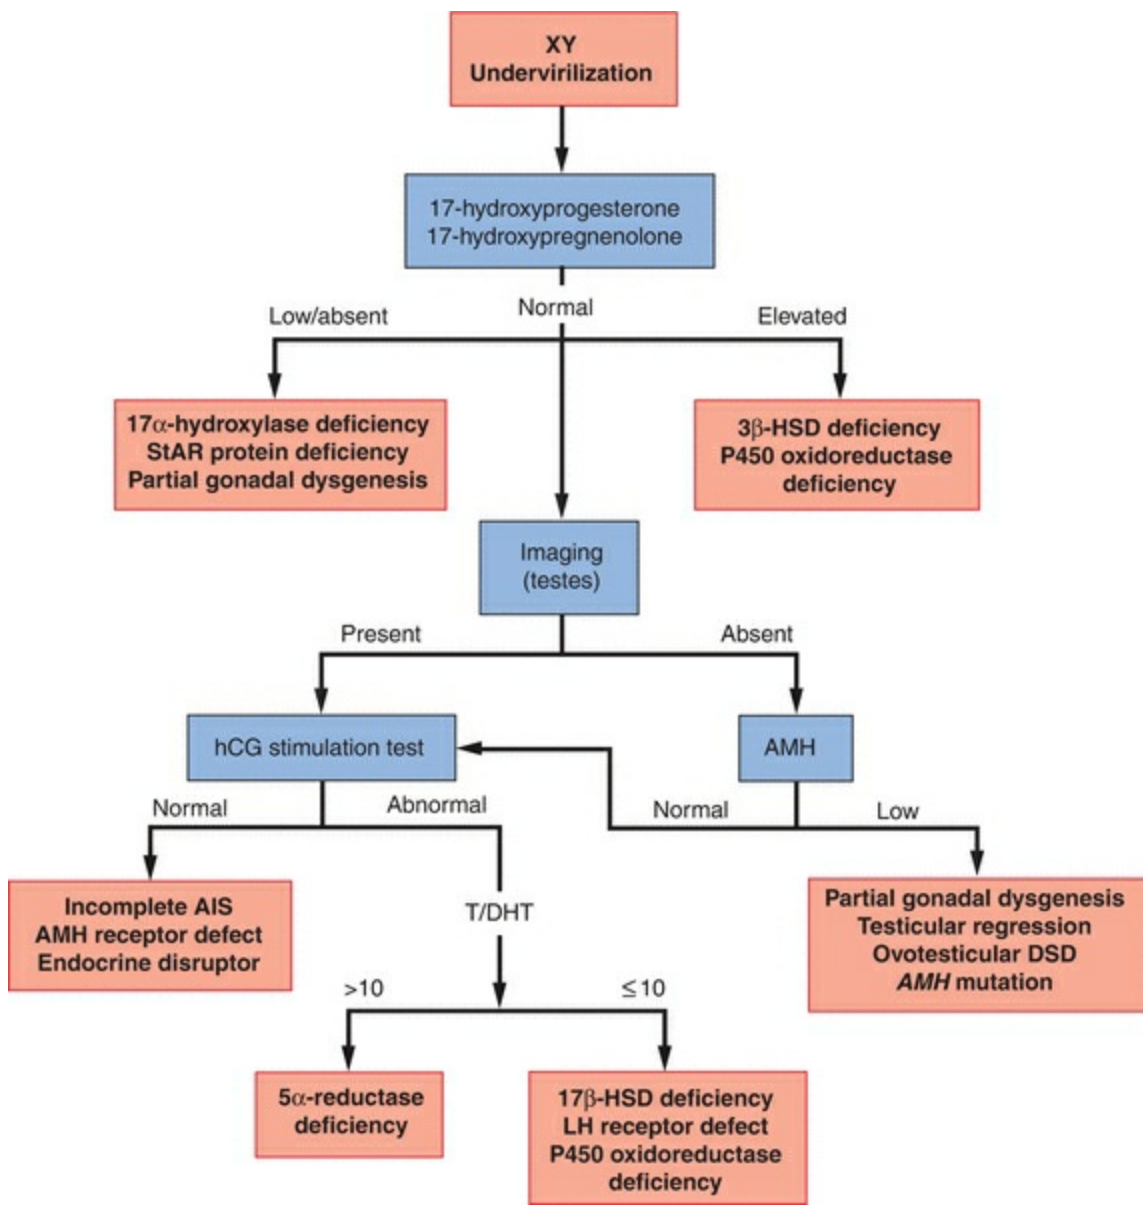 XY
Undervirilization
17-hydroxyprogesterone
17-hydroxypregnenolone
Low/absent
Normal
Elevated
17α-hydroxylase deficiency
StAR protein deficiency
Partial gonadal dysgenesis
3β-HSD deficiency
P450 oxidoreductase
deficiency
Imaging
(testes)
Present
Absent
hCG stimulation test
AMH
Normal
Abnormal
Normal
Low
Incomplete AIS
AMH receptor defect
Endocrine disruptor
T/DHT
Partial gonadal dysgenesis
Testicular regression
Ovotesticular DSD
AMH mutation
>10
≤ 10
5α-reductase
deficiency
17β-HSD deficiency
LH receptor defect
P450 oxidoreductase
deficiency